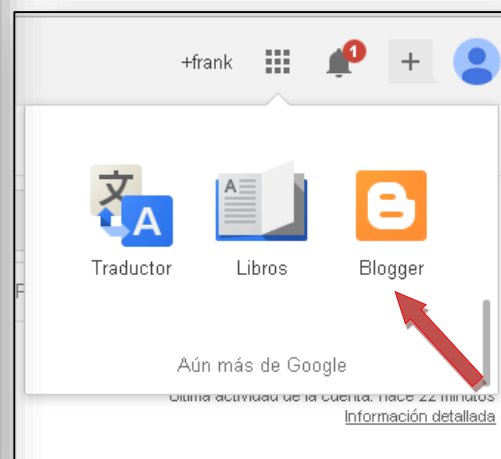 +frank
1
文
A
A
Traductor Libros Blogger
F
Aún más de Google
Última actividad de la cuenta: hace 22 minutos
Información detallada